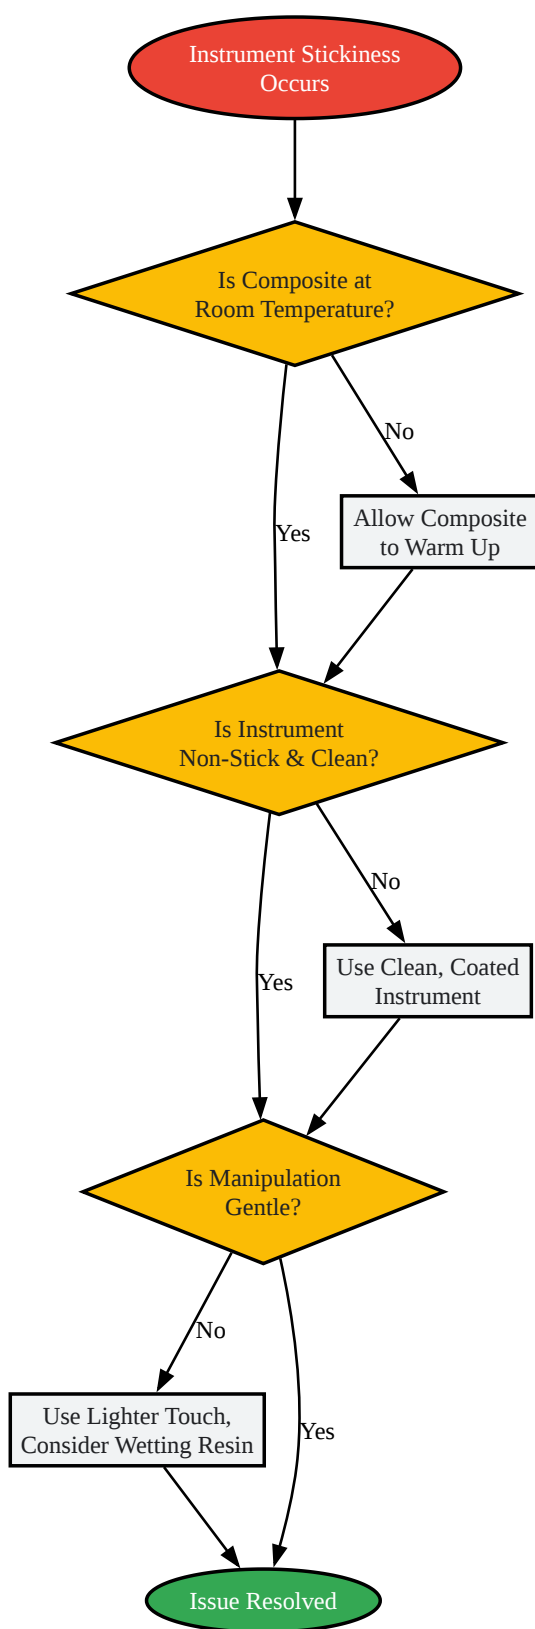 Instrument Stickiness
Occurs
Is Composite at
Room Temperature?
No
Allow Composite
to Warm Up
Yes
Is Instrument
Non-Stick & Clean?
No
Use Clean, Coated
Instrument
Yes
Is Manipulation
Gentle?
No
Use Lighter Touch,
Consider Wetting Resin
Yes
Issue Resolved